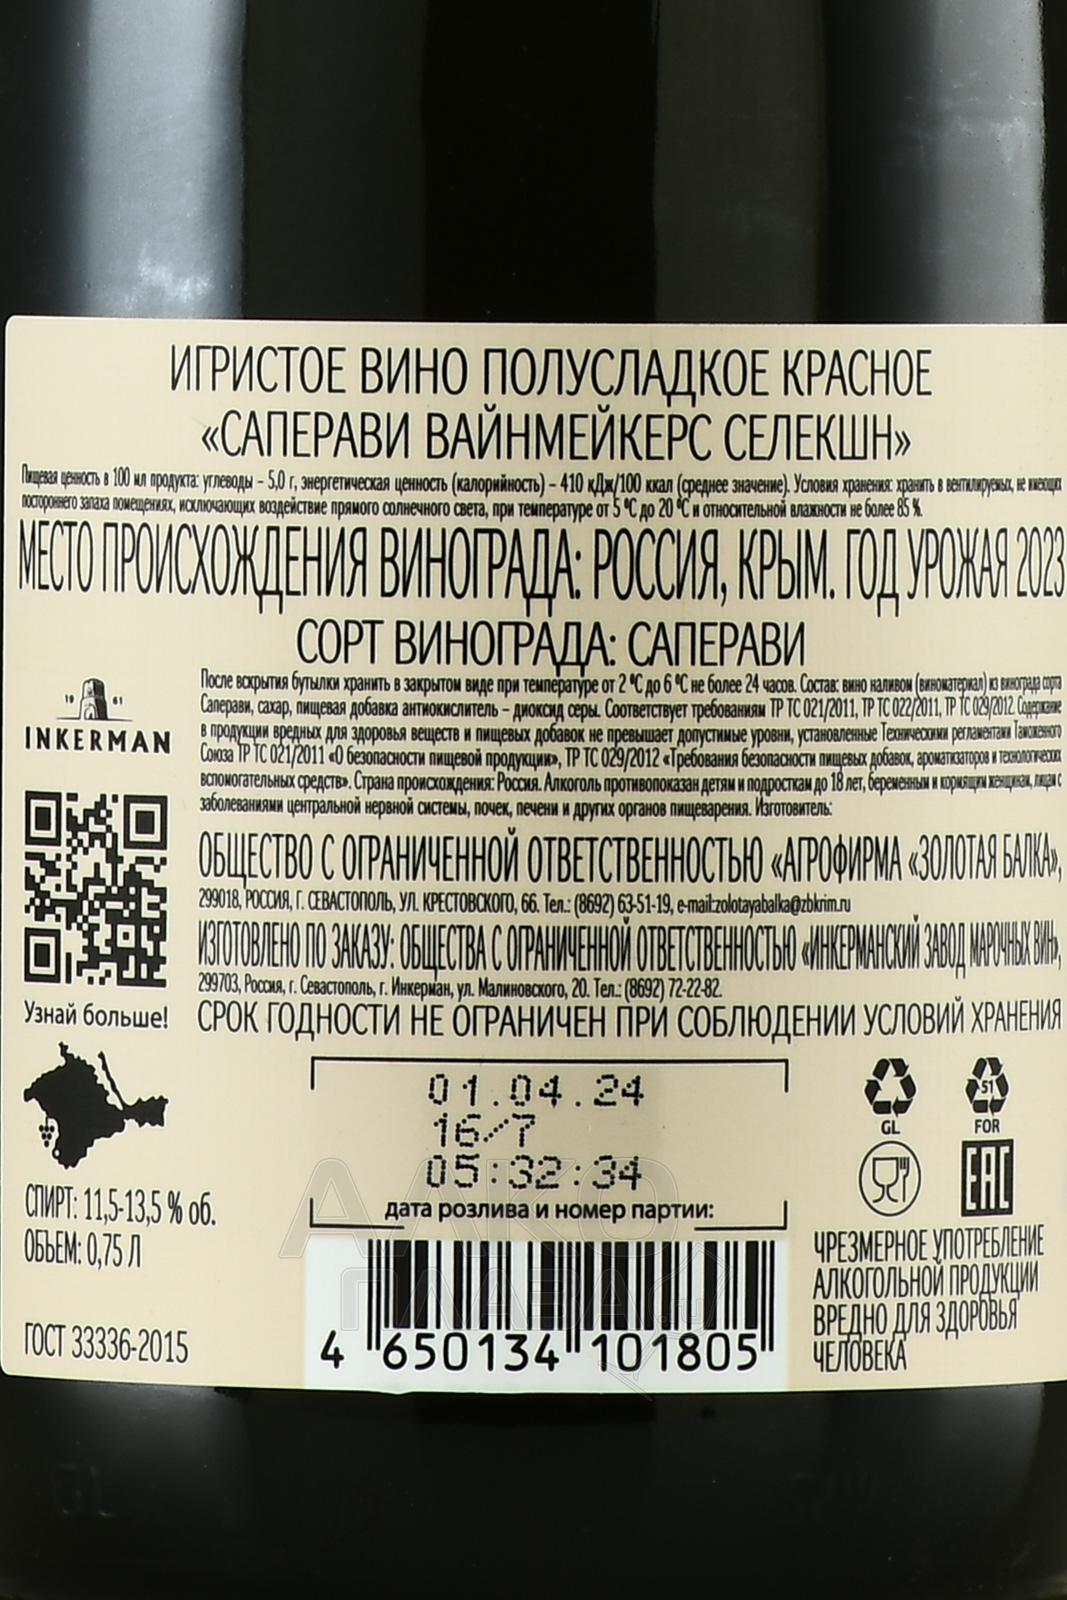 ИГРИСТОЕ ВИНО ПОЛУСЛАДКОЕ КРАСНОЕ
«САПЕРАВИ ВАЙНМЕЙКЕРС СЕЛЕКШН»
Пищевая ценность в 100 мл продукта: углеводы – 5,0 г, энергетическая ценность (калорийность) – 410 кДж/100 ккал (среднее значение). Условия хранения: хранить в вентилируемых, не имеющих
постороннего запаха помещениях, исключающих воздействие прямого солнечного света, при температуре от 5 °С до 20 °С и относительной влажности не более 85 %.
МЕСТО ПРОИСХОЖДЕНИЯ ВИНОГРАДА: РОССИЯ, КРЫМ. ГОД УРОЖАЯ 2023
СОРТ ВИНОГРАДА: САПЕРАВИ
После вскрытия бутылки хранить в закрытом виде при температуре от 2 °С до 6 °С не более 24 часов. Состав: вино наливом (виноматериал) из винограда сорта
Саперави, сахар, пищевая добавка антиокислитель – диоксид серы. Соответствует требованиям ТР ТС 021/2011, ТР ТС 022/2011, ТР ТС 029/2012. Содержание
в продукции вредных для здоровья веществ и пищевых добавок не превышает допустимые уровни, установленные Техническими регламентами Таможенного
Союза ТР ТС 021/2011 «О безопасности пищевой продукции», ТР ТС 029/2012 «Требования безопасности пищевых добавок, ароматизаторов и технологических
вспомогательных средств». Страна происхождения: Россия. Алкоголь противопоказан детям и подросткам до 18 лет, беременным и кормящим женщинам, лицам с
заболеваниями центральной нервной системы, почек, печени и других органов пищеварения. Изготовитель:
ОБЩЕСТВО С ОГРАНИЧЕННОЙ ОТВЕТСТВЕННОСТЬЮ «АГРОФИРМА «ЗОЛОТАЯ БАЛКА»,
299018, РОССИЯ, Г. СЕВАСТОПОЛЬ, УЛ. КРЕСТОВСКОГО, 66. Тел.: (8692) 63-51-19, e-mail:zolotayabalka@zbkrim.ru
ИЗГОТОВЛЕНО ПО ЗАКАЗУ: ОБЩЕСТВА С ОГРАНИЧЕННОЙ ОТВЕТСТВЕННОСТЬЮ «ИНКЕРМАНСКИЙ ЗАВОД МАРОЧНЫХ ВИН»,
299703, Россия, г. Севастополь, г. Инкерман, ул. Малиновского, 20. Тел.: (8692) 72-22-82.
СРОК ГОДНОСТИ НЕ ОГРАНИЧЕН ПРИ СОБЛЮДЕНИИ УСЛОВИЙ ХРАНЕНИЯ
19 61
INKERMAN
Узнай больше!
СПИРТ: 11,5-13,5 % об.
ОБЪЕМ: 0,75 Л
ГОСТ 33336-2015
01.04.24
16/7
05:32:34
дата розлива и номер партии:
4 650134 101805
GL
51
FOR
EAC
ЧРЕЗМЕРНОЕ УПОТРЕБЛЕНИЕ
АЛКОГОЛЬНОЙ ПРОДУКЦИИ
ВРЕДНО ДЛЯ ЗДОРОВЬЯ
ЧЕЛОВЕКА
АЛКО
ПЛАЗА